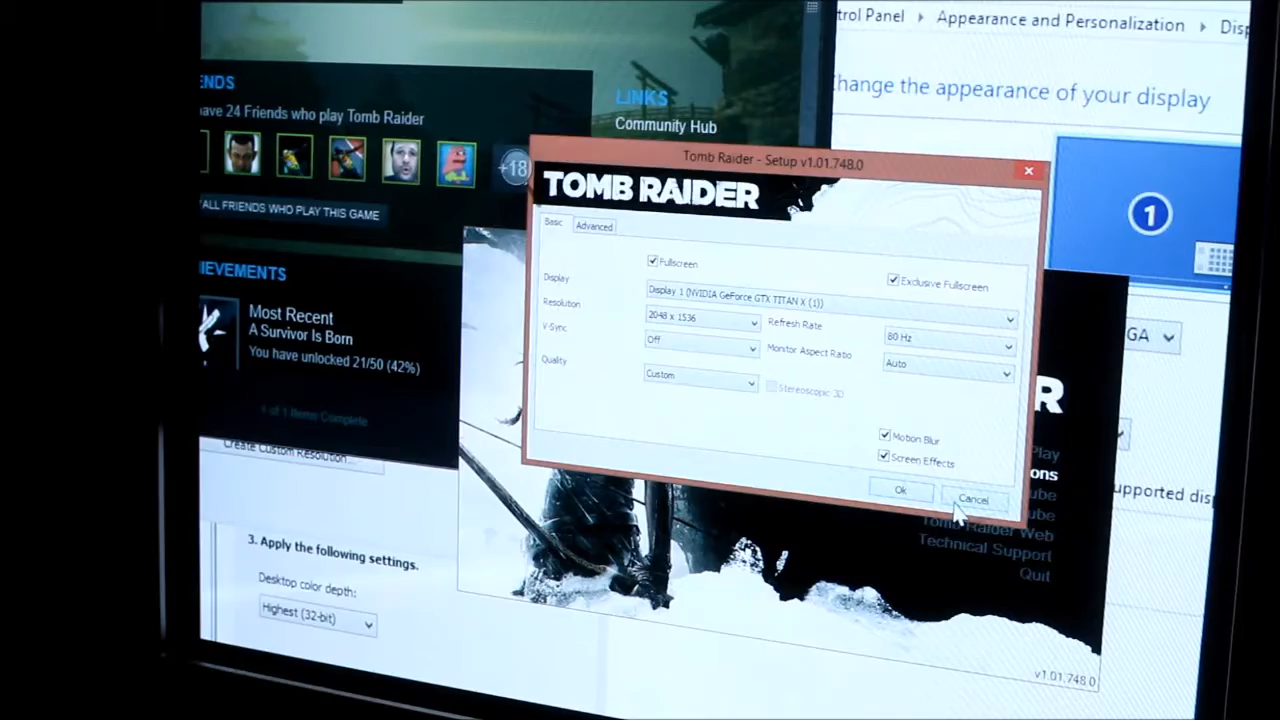 ENDS
ave 24 Friends who play Tomb Raider
+18
ALL FRIENDS WHO PLAY THIS GAME
IEVEMENTS
Most Recent
A Survivor Is Born
You have unlocked 21/50 (42%)
1 of 1 Items Complete
LINKS
Community Hub
trol Panel ▸ Appearance and Personalization ▸ Dis
hange the appearance of your display
1
GA
Tomb Raider - Setup v1.01.748.0
TOMB RAIDER
Basic Advanced
Fullscreen Exclusive Fullscreen
Display Display 1 (NVIDIA GeForce GTX TITAN X (1))
Resolution 2048 x 1536 Refresh Rate 80 Hz
V-Sync Off Monitor Aspect Ratio Auto
Quality Custom Stereoscopic 3D
Motion Blur
Screen Effects
Ok Cancel
R
Play
ons
ube
ube
Tomb Raider Web
Technical Support
Quit
v1.01.748.0
upported disp
Create Custom Resolution...
3. Apply the following settings.
Desktop color depth:
Highest (32-bit)